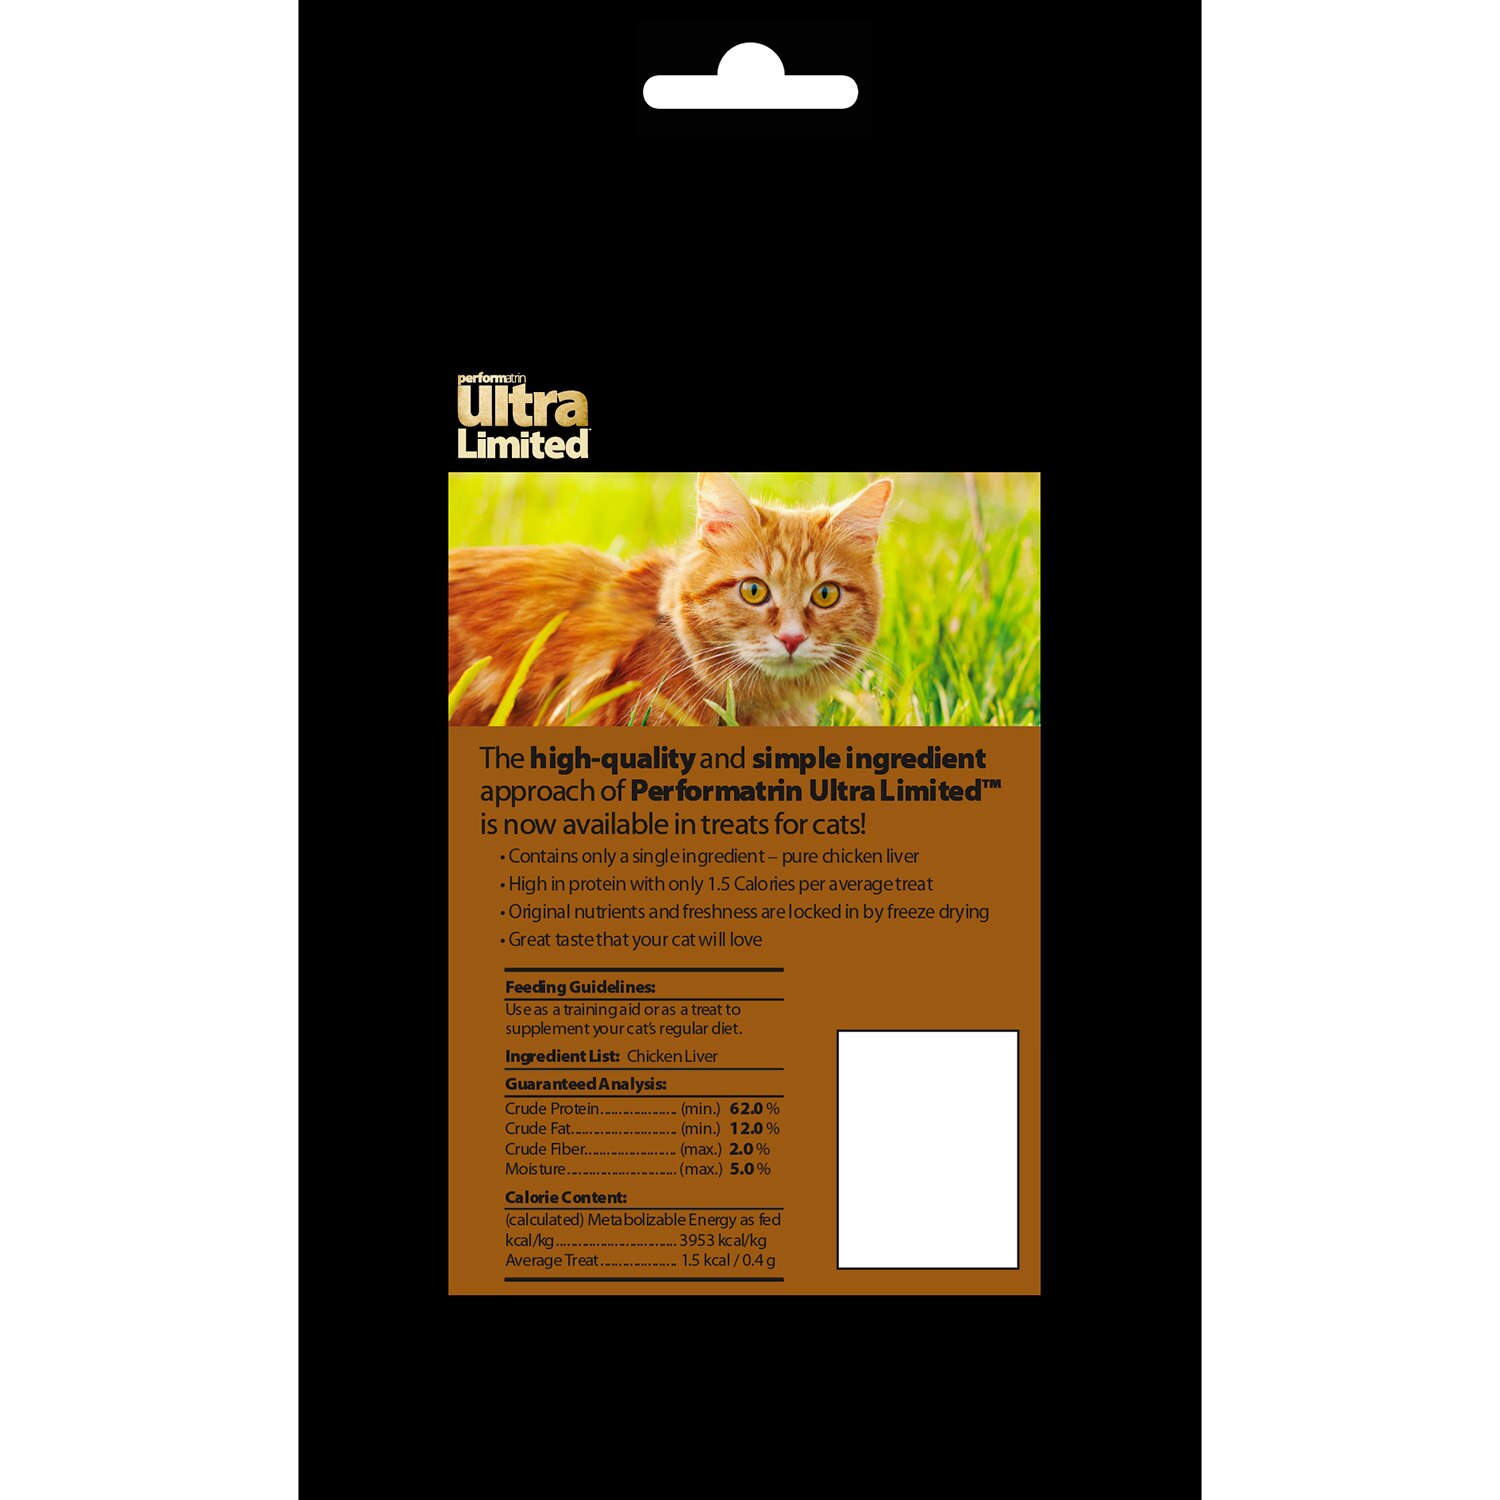 performatrin
ultra
Limited
The high-quality and simple ingredient
approach of Performatrin Ultra Limited™
is now available in treats for cats!
• Contains only a single ingredient – pure chicken liver
• High in protein with only 1.5 Calories per average treat
• Original nutrients and freshness are locked in by freeze drying
• Great taste that your cat will love
Feeding Guidelines:
Use as a training aid or as a treat to
supplement your cat's regular diet.
Ingredient List: Chicken Liver
Guaranteed Analysis:
Crude Protein.................... (min.) 62.0 %
Crude Fat........................... (min.) 12.0 %
Crude Fiber........................ (max.) 2.0 %
Moisture............................ (max.) 5.0 %
Calorie Content:
(calculated) Metabolizable Energy as fed
kcal/kg............................... 3953 kcal/kg
Average Treat.................... 1.5 kcal / 0.4 g